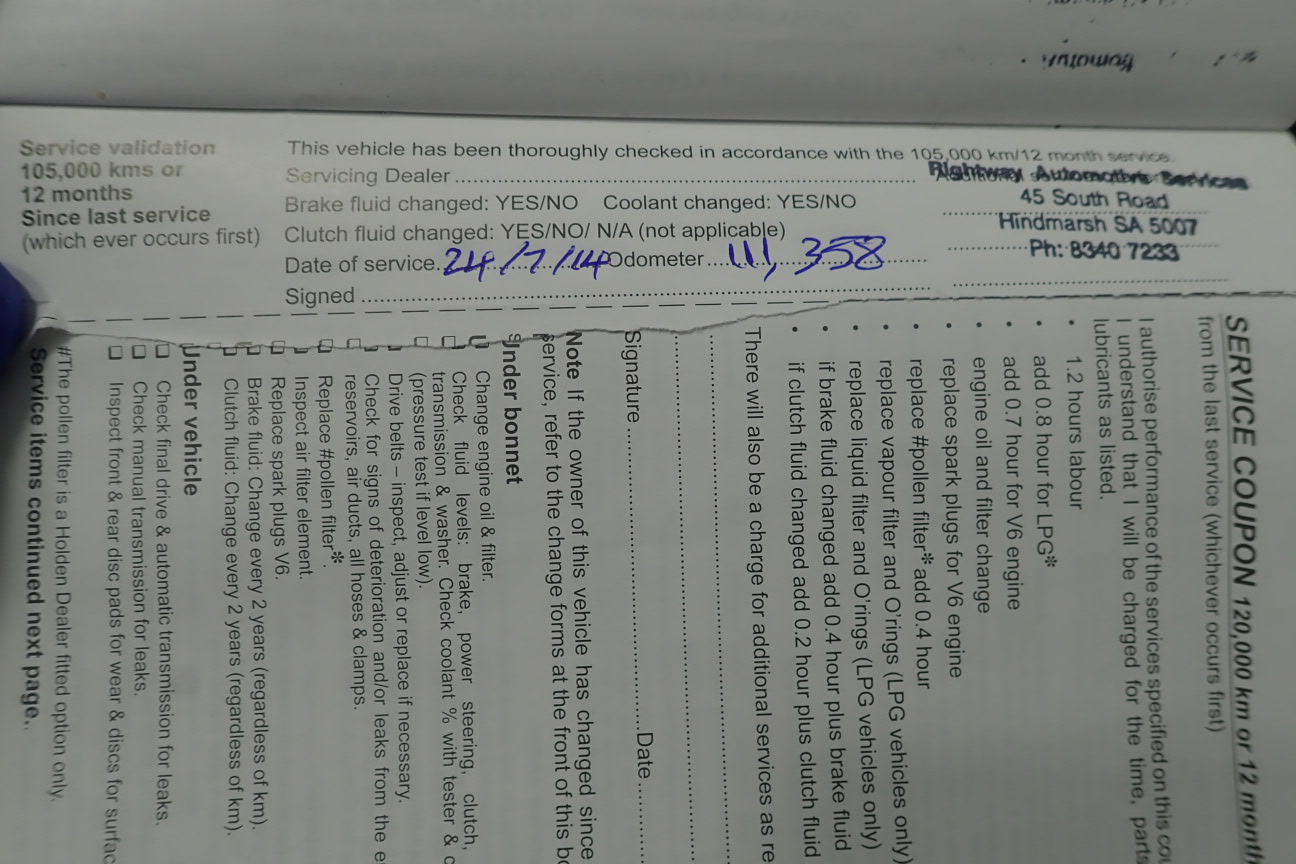 Service validation
105,000 kms or
12 months
Since last service
(which ever occurs first)
This vehicle has been thoroughly checked in accordance with the 105,000 km/12 month service.
Servicing Dealer
Brake fluid changed: YES/NO Coolant changed: YES/NO
Clutch fluid changed: YES/NO/ N/A (not applicable)
Date of service 24/7/14 Odometer 111,358
Signed
Rightway Automotive Services
45 South Road
Hindmarsh SA 5007
Ph: 8340 7233
SERVICE COUPON 120,000 km or 12 month
from the last service (whichever occurs first)
I authorise perfomance of the services specified on this co
I understand that I will be charged for the time, parts
lubricants as listed.
• 1.2 hours labour
• add 0.8 hour for LPG*
• add 0.7 hour for V6 engine
• engine oil and filter change
• replace spark plugs for V6 engine
• replace #pollen filter* add 0.4 hour
• replace vapour filter and O'rings (LPG vehicles only)
• replace liquid filter and O'rings (LPG vehicles only)
• if brake fluid changed add 0.4 hour plus brake fluid
• if clutch fluid changed add 0.2 hour plus clutch fluid
There will also be a charge for additional services as re
Signature Date
Note If the owner of this vehicle has changed since
service, refer to the change forms at the front of this bo
Under bonnet
Change engine oil & filter.
Check fluid levels: brake, power steering, clutch,
transmission & washer. Check coolant % with tester & c
(pressure test if level low).
Drive belts – inspect, adjust or replace if necessary.
Check for signs of deterioration and/or leaks from the e
reservoirs, air ducts, all hoses & clamps.
Replace #pollen filter*.
Inspect air filter element.
Replace spark plugs V6.
Brake fluid: Change every 2 years (regardless of km).
Clutch fluid: Change every 2 years (regardless of km).
Under vehicle
Check final drive & automatic transmission for leaks.
Check manual transmission for leaks.
Inspect front & rear disc pads for wear & discs for surfac
#The pollen filter is a Holden Dealer fitted option only.
Service items continued next page.